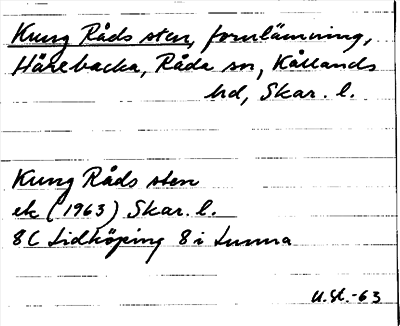 Kung Råds sten, fornlämning,
Härebacka, Råda sn, Kållands
hd, Skar. l.
Kung Råds sten
ek (1963) Skar. l.
8C Lidköping 8 i Lunna
U.St.-63